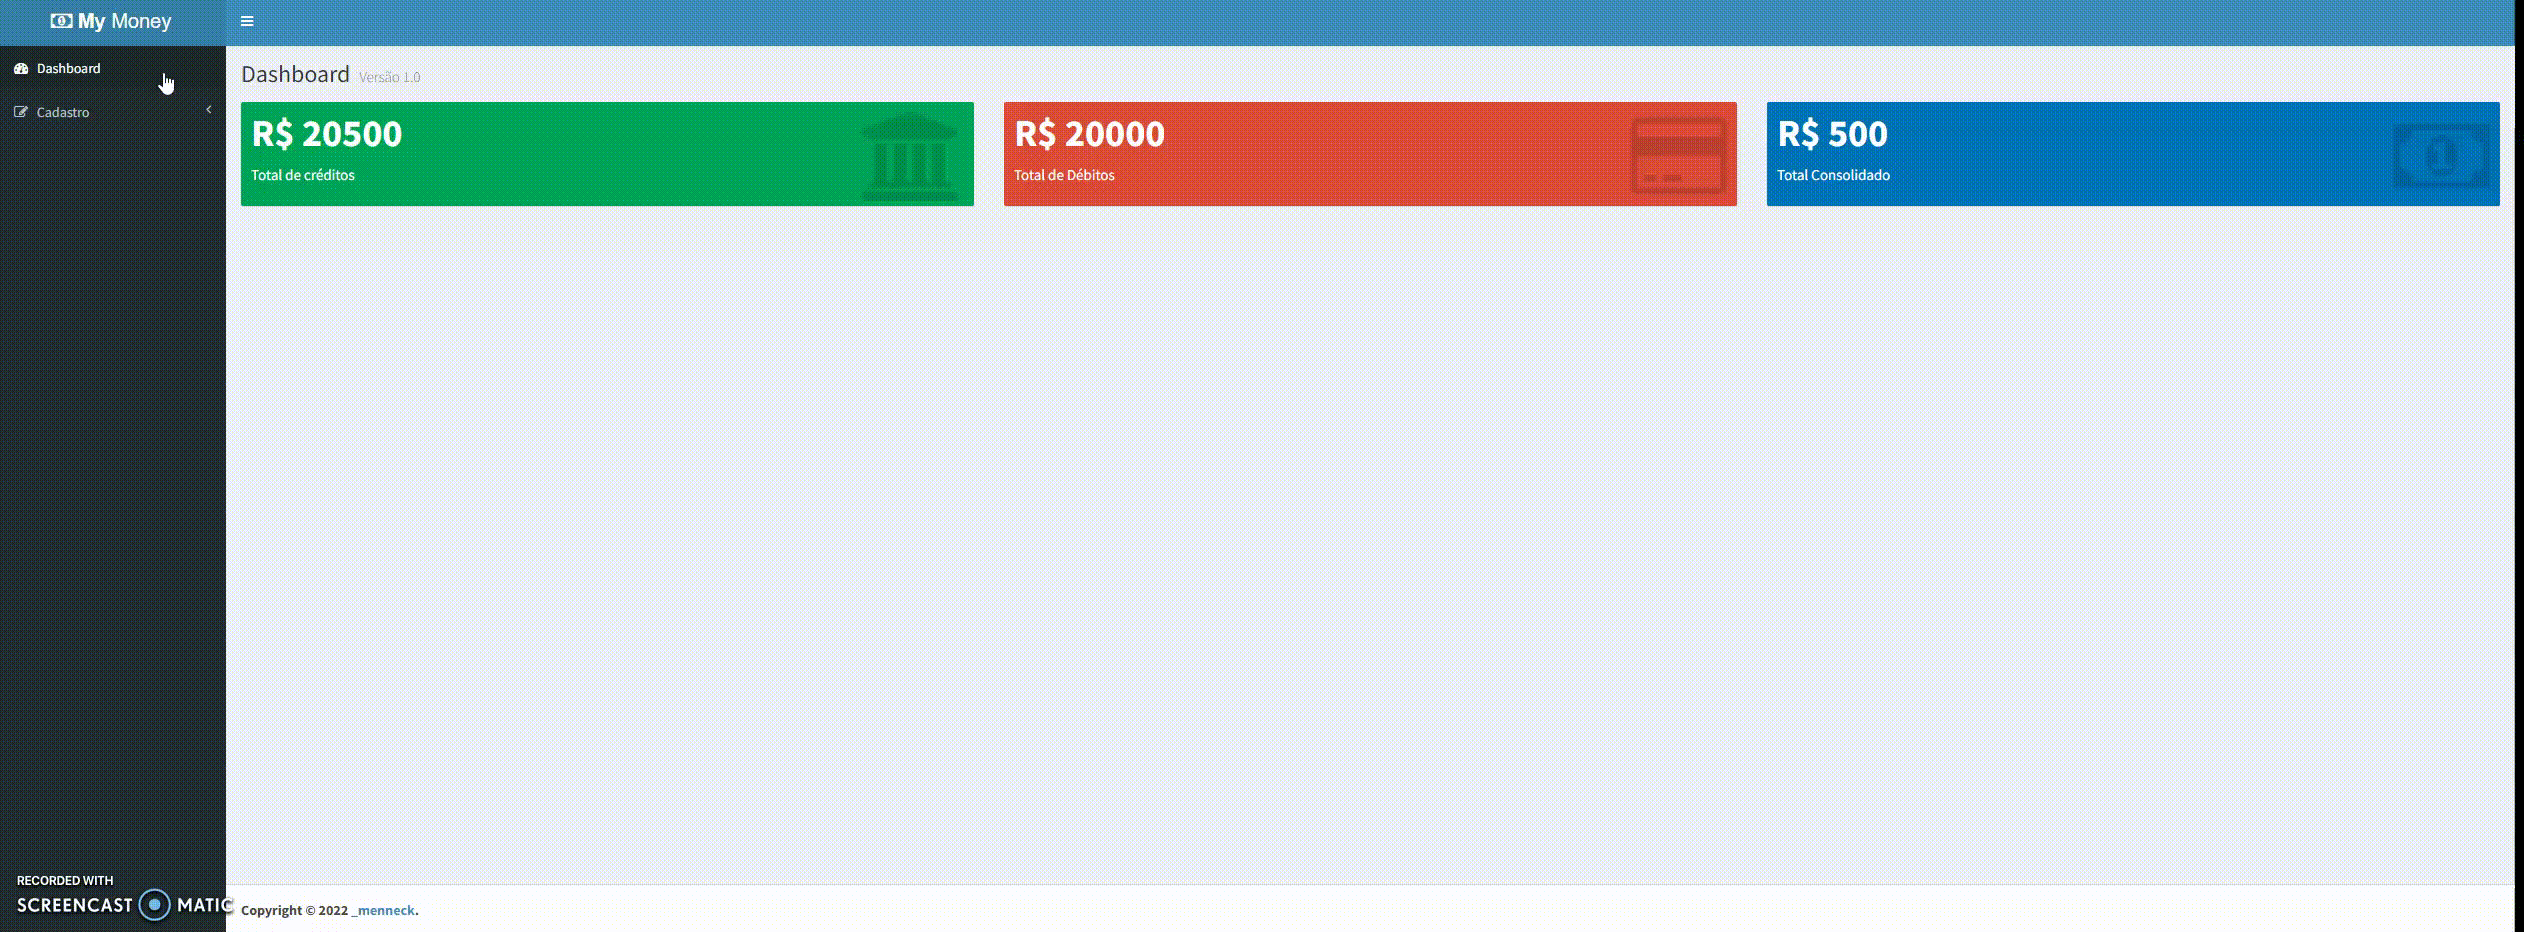 My Money
Dashboard
Cadastro
Dashboard Versão 1.0
R$ 20500
Total de créditos
R$ 20000
Total de Débitos
R$ 500
Total Consolidado
RECORDED WITH
SCREENCAST MATIC
Copyright © 2022 _menneck.